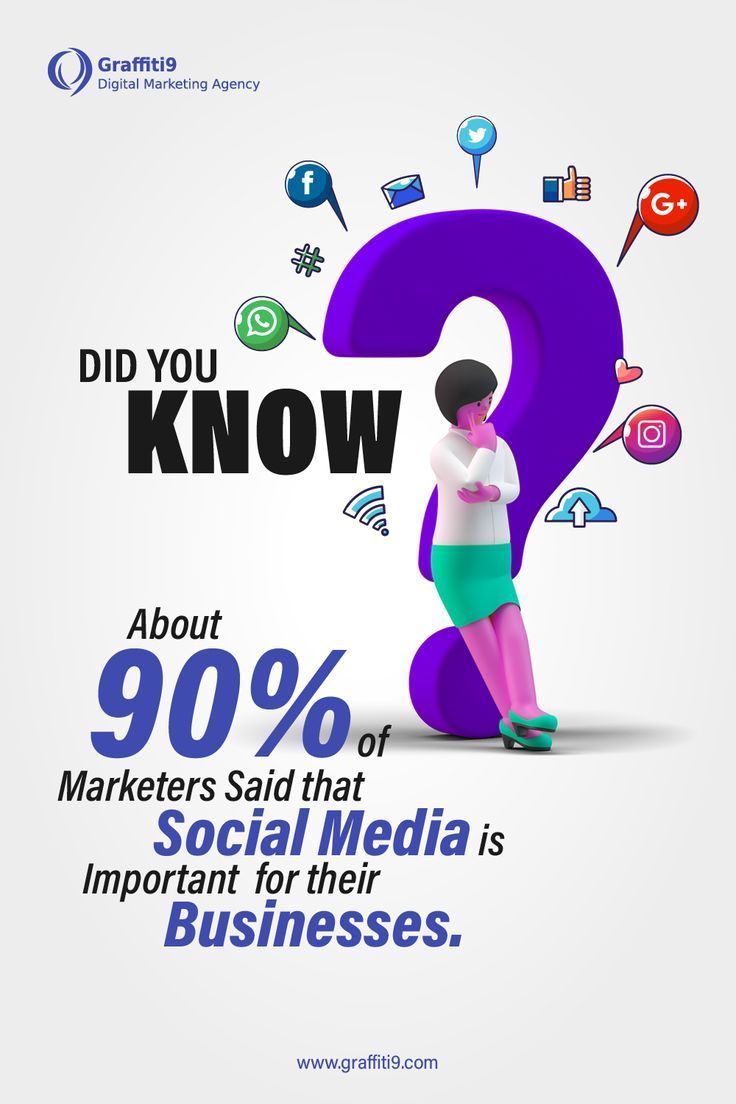 Graffiti9
Digital Marketing Agency
f
G+
#
DID YOU
KNOW
?
About
90% of
Marketers Said that
Social Media is
Important for their
Businesses.
www.graffiti9.com